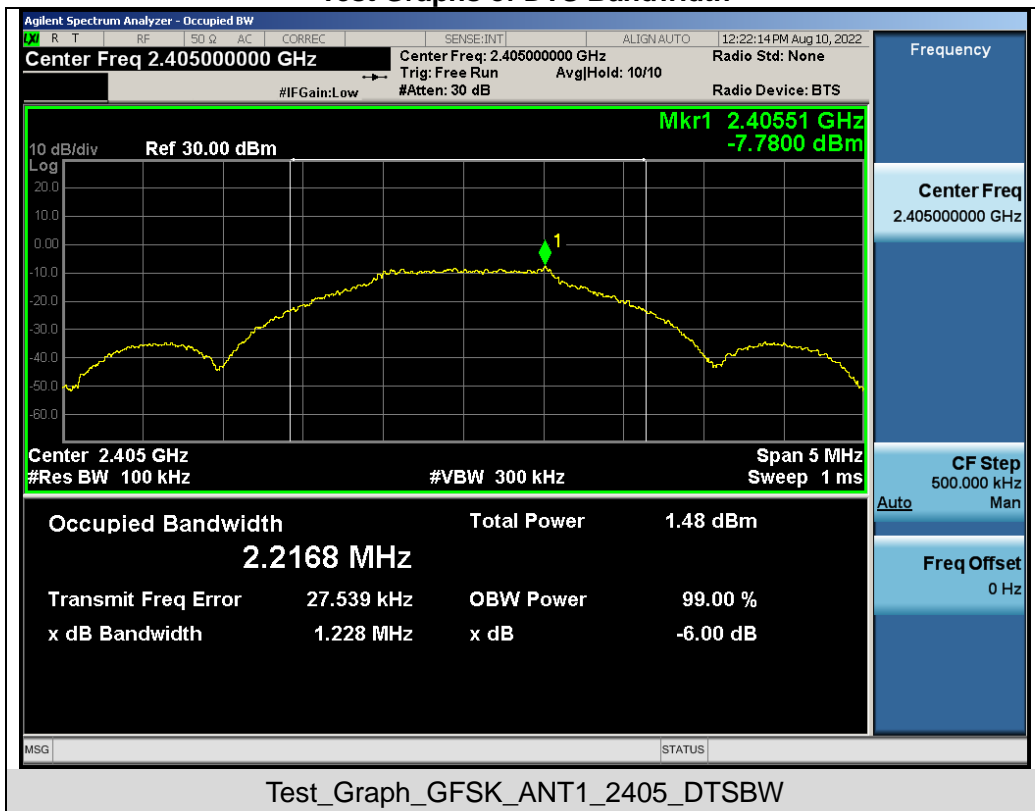 Agilent Spectrum Analyzer - Occupied BW
LXI R T RF 50 Ω AC CORREC SENSE:INT ALIGN AUTO 12:22:14 PM Aug 10, 2022
Center Freq 2.405000000 GHz
Center Freq: 2.405000000 GHz
Radio Std: None
Trig: Free Run Avg|Hold: 10/10
#IFGain:Low #Atten: 30 dB Radio Device: BTS
Frequency
Mkr1 2.40551 GHz
-7.7800 dBm
10 dB/div Ref 30.00 dBm
Log
20.0
10.0
0.00
-10.0
-20.0
-30.0
-40.0
-50.0
-60.0
1
Center 2.405 GHz Span 5 MHz
#Res BW 100 kHz #VBW 300 kHz Sweep 1 ms
Center Freq
2.405000000 GHz
CF Step
500.000 kHz
Auto Man
Freq Offset
0 Hz
Occupied Bandwidth Total Power 1.48 dBm
2.2168 MHz
Transmit Freq Error 27.539 kHz OBW Power 99.00 %
x dB Bandwidth 1.228 MHz x dB -6.00 dB
MSG STATUS
Test_Graph_GFSK_ANT1_2405_DTSBW